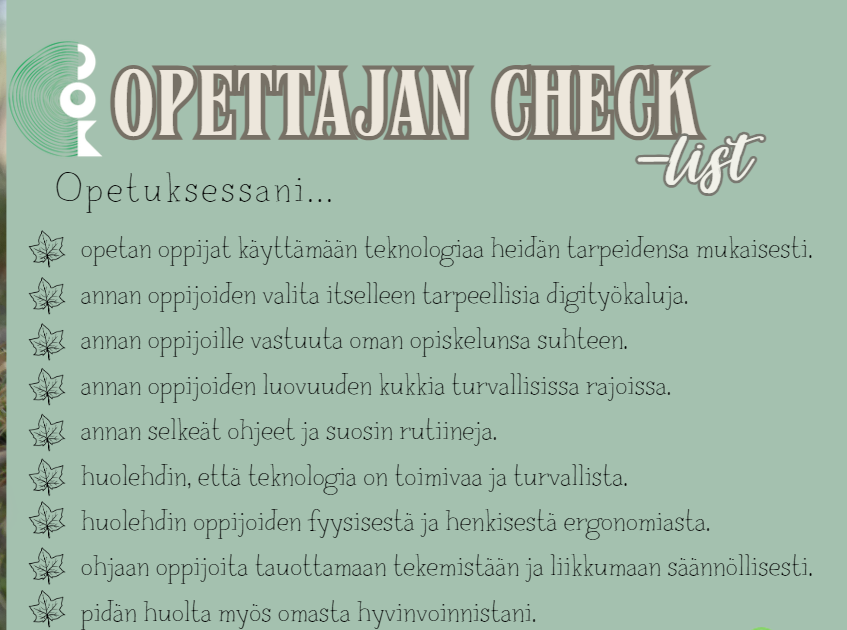 JOK
OPETTAJAN CHECK
-list
Opetuksessani...
opetan oppijat käyttämään teknologiaa heidän tarpeidensa mukaisesti.
annan oppijoiden valita itselleen tarpeellisia digityökaluja.
annan oppijoille vastuuta oman opiskelunsa suhteen.
annan oppijoiden luovuuden kukkia turvallisissa rajoissa.
annan selkeät ohjeet ja suosin rutiineja.
huolehdin, että teknologia on toimivaa ja turvallista.
huolehdin oppijoiden fyysisestä ja henkisestä ergonomiasta.
ohjaan oppijoita tauottamaan tekemistään ja liikkumaan säännöllisesti.
pidän huolta myös omasta hyvinvoinnistani.